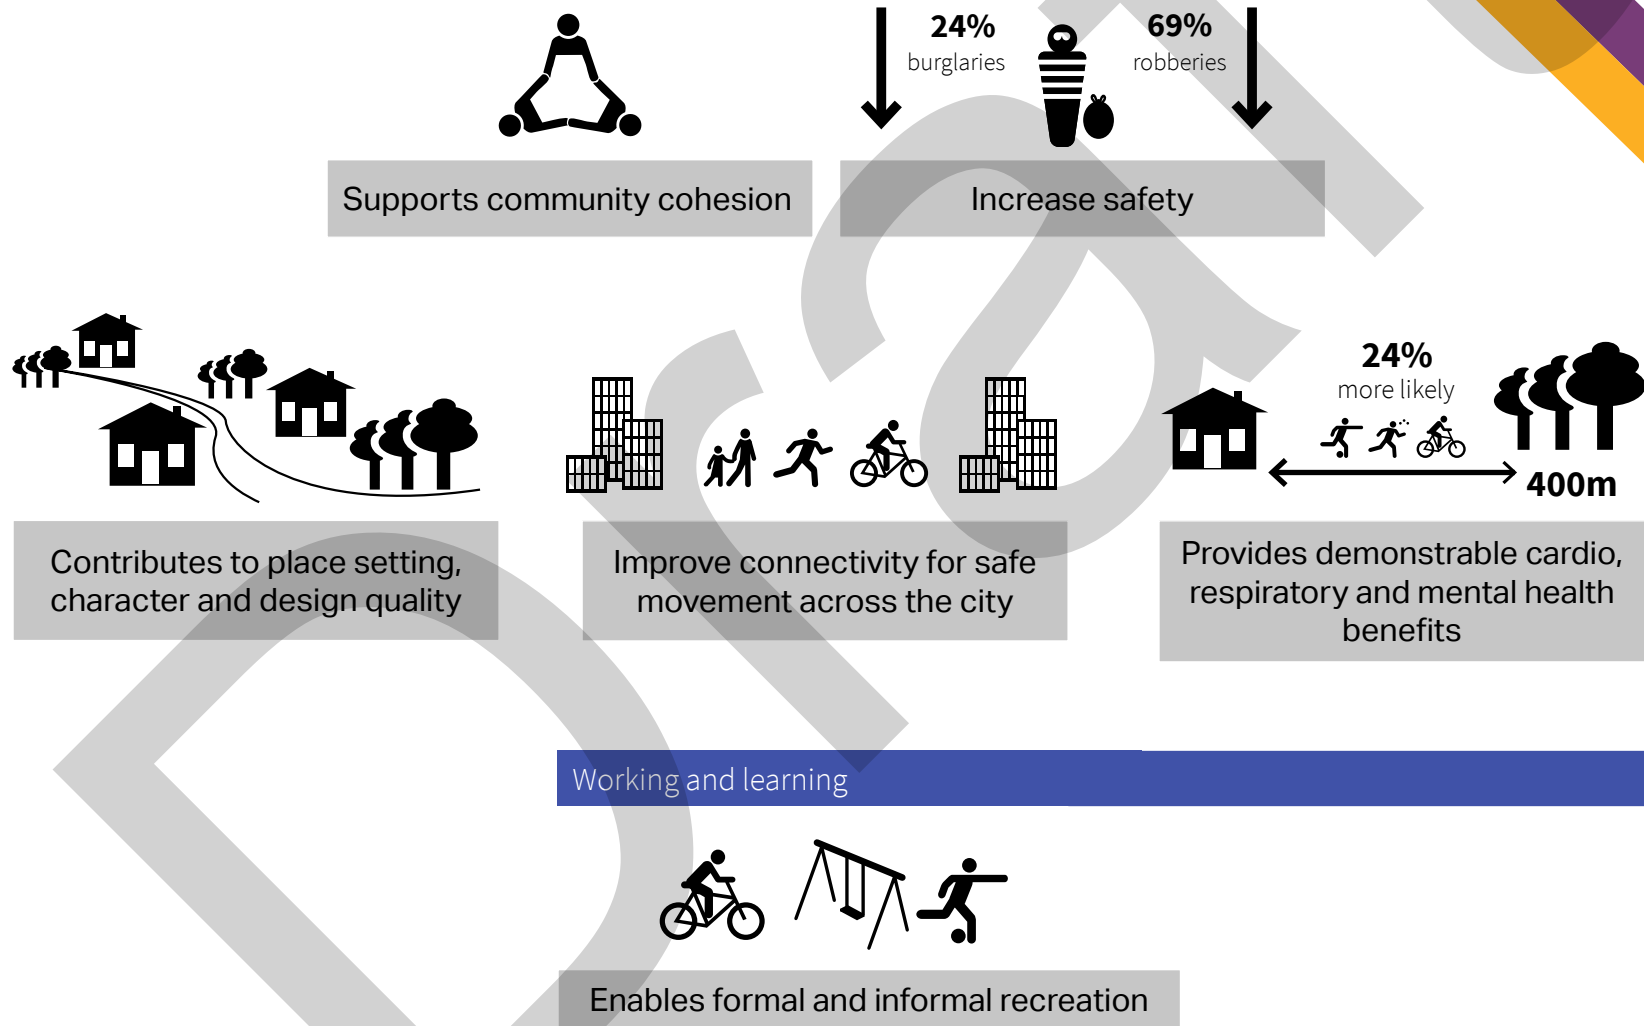 24%
burglaries
69%
robberies
Supports community cohesion
Increase safety
24%
more likely
400m
Contributes to place setting,
character and design quality
Improve connectivity for safe
movement across the city
Provides demonstrable cardio,
respiratory and mental health
benefits
Working and learning
Enables formal and informal recreation
Draft